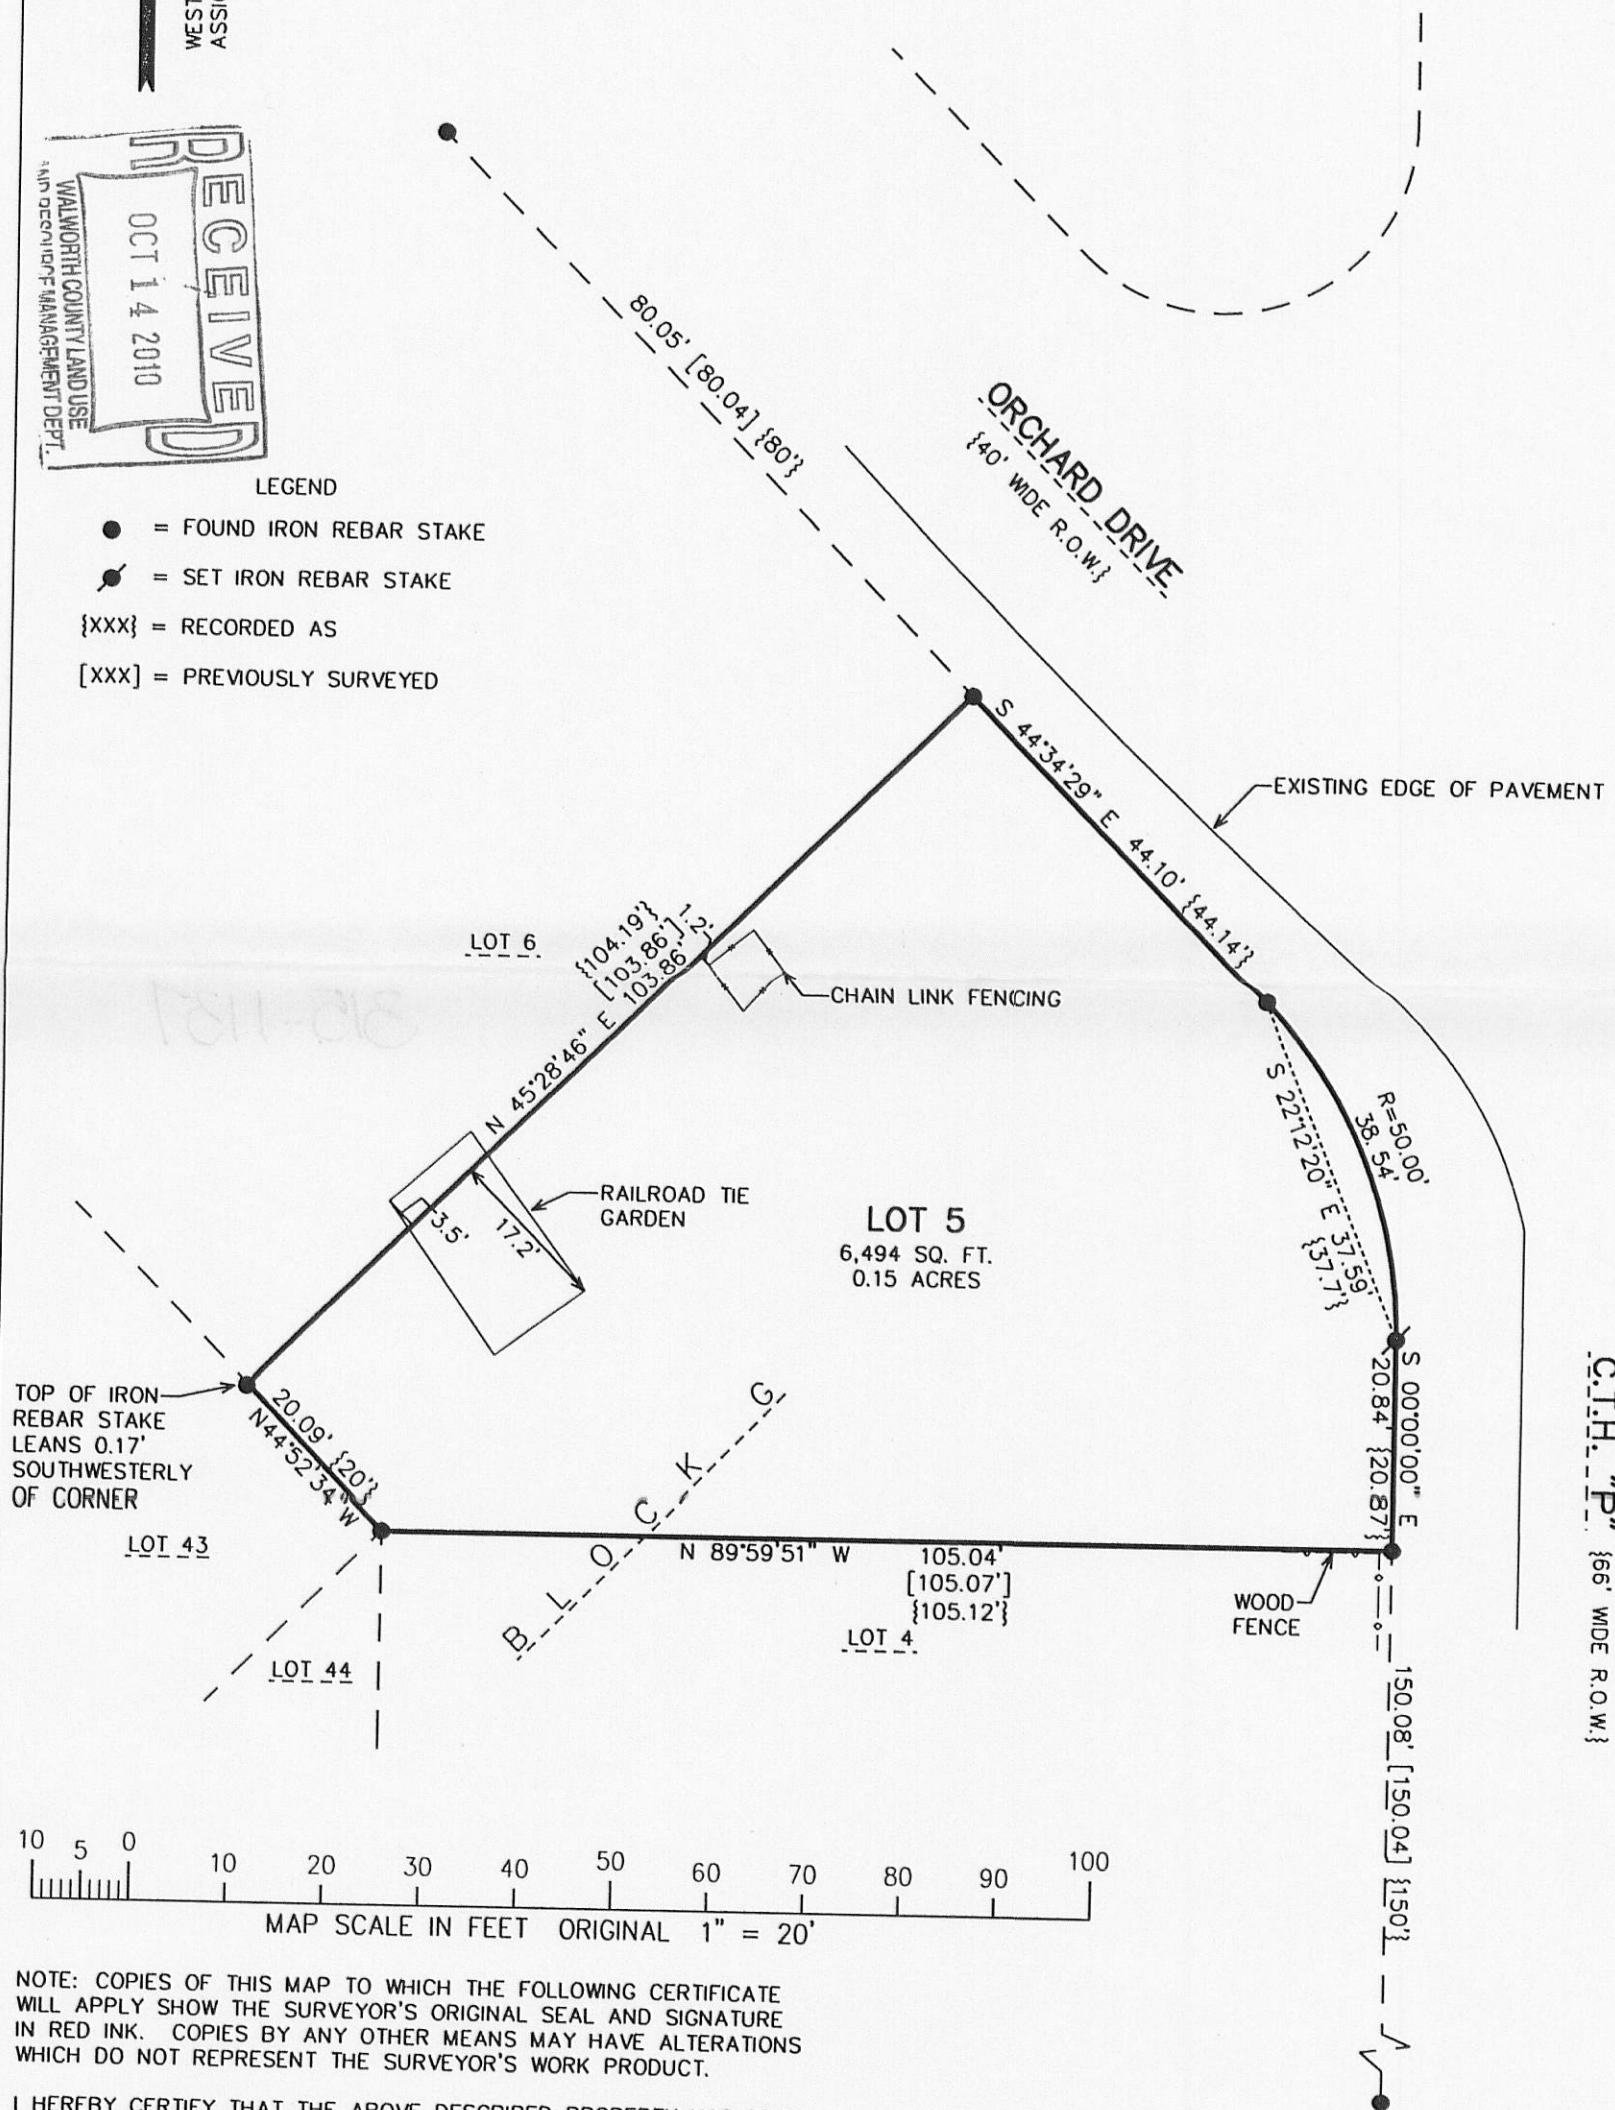 WEST
ASSI
RECEIVED
OCT 14 2010
WALWORTH COUNTY LAND USE
AND RESOURCE MANAGEMENT DEPT.
LEGEND
= FOUND IRON REBAR STAKE
= SET IRON REBAR STAKE
{XXX} = RECORDED AS
[XXX] = PREVIOUSLY SURVEYED
80.05' [80.04] {80'}
ORCHARD DRIVE
{40' WIDE R.O.W.}
S 44°34'29" E 44.10' {44.14'}
EXISTING EDGE OF PAVEMENT
LOT 6
{104.19'}
[103.86']
N 45°28'46" E 103.86'
1.2'
CHAIN LINK FENCING
R=50.00'
38.54'
S 22°12'20" E 37.59'
{37.7'}
RAILROAD TIE
GARDEN
3.5'
17.2'
LOT 5
6,494 SQ. FT.
0.15 ACRES
S 00°00'00" E
20.84' {20.87'}
C.T.H. "P" {66' WIDE R.O.W.}
TOP OF IRON
REBAR STAKE
LEANS 0.17'
SOUTHWESTERLY
OF CORNER
20.09' {20'}
N44°52'34"W
BLOCK G
LOT 43
N 89°59'51" W 105.04'
[105.07']
{105.12'}
WOOD
FENCE
LOT 4
LOT 44
150.08' [150.04] {150'}
10 5 0 10 20 30 40 50 60 70 80 90 100
MAP SCALE IN FEET ORIGINAL 1" = 20'
NOTE: COPIES OF THIS MAP TO WHICH THE FOLLOWING CERTIFICATE
WILL APPLY SHOW THE SURVEYOR'S ORIGINAL SEAL AND SIGNATURE
IN RED INK. COPIES BY ANY OTHER MEANS MAY HAVE ALTERATIONS
WHICH DO NOT REPRESENT THE SURVEYOR'S WORK PRODUCT.
I HEREBY CERTIFY THAT THE ABOVE DESCRIBED PROPERTY